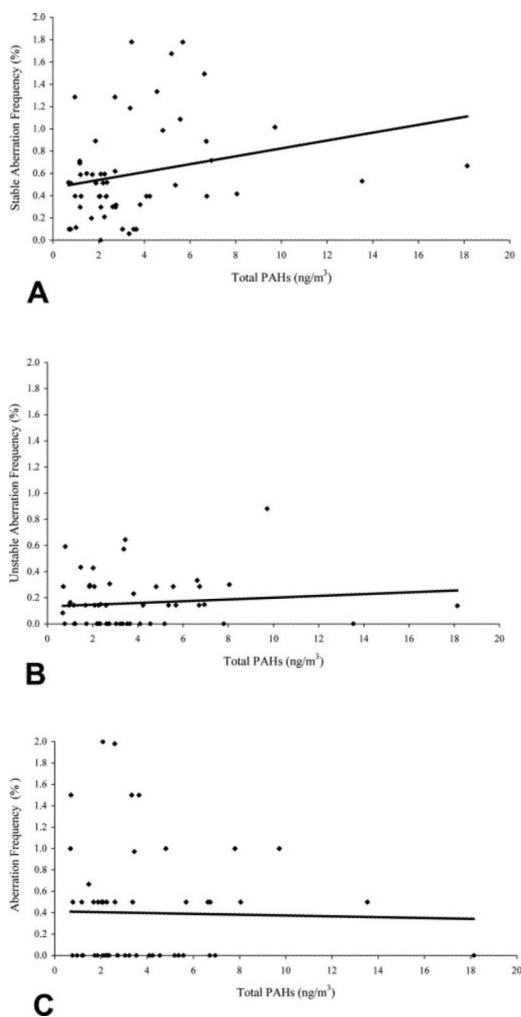 2.0
1.8
1.6
1.4
1.2
1.0
0.8
0.6
0.4
0.2
0.0
Stable Aberration Frequency (%)
0 2 4 6 8 10 12 14 16 18 20
Total PAHs (ng/m³)
A
2.0
1.8
1.6
1.4
1.2
1.0
0.8
0.6
0.4
0.2
0.0
Unstable Aberration Frequency (%)
0 2 4 6 8 10 12 14 16 18 20
Total PAHs (ng/m³)
B
2.0
1.8
1.6
1.4
1.2
1.0
0.8
0.6
0.4
0.2
0.0
Aberration Frequency (%)
0 2 4 6 8 10 12 14 16 18 20
Total PAHs (ng/m³)
C